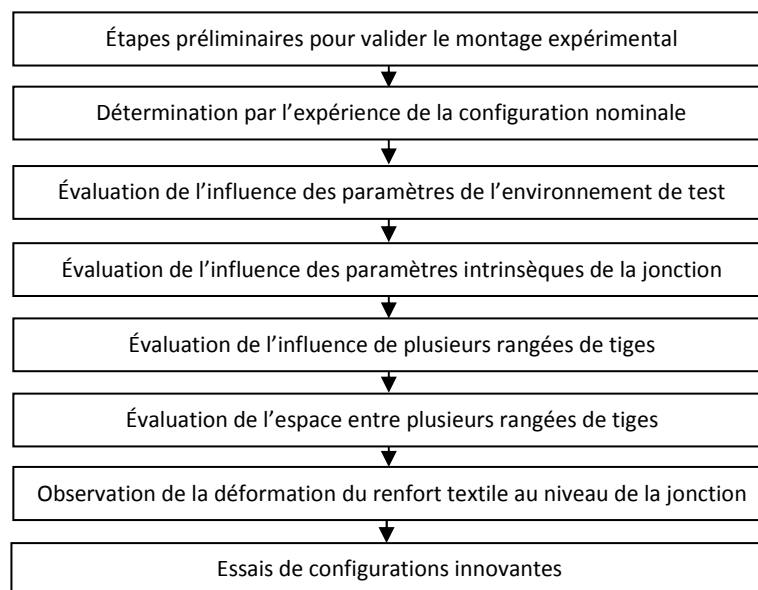 Étapes préliminaires pour valider le montage expérimental
Détermination par l’expérience de la configuration nominale
Évaluation de l’influence des paramètres de l’environnement de test
Évaluation de l’influence des paramètres intrinsèques de la jonction
Évaluation de l’influence de plusieurs rangées de tiges
Évaluation de l’espace entre plusieurs rangées de tiges
Observation de la déformation du renfort textile au niveau de la jonction
Essais de configurations innovantes